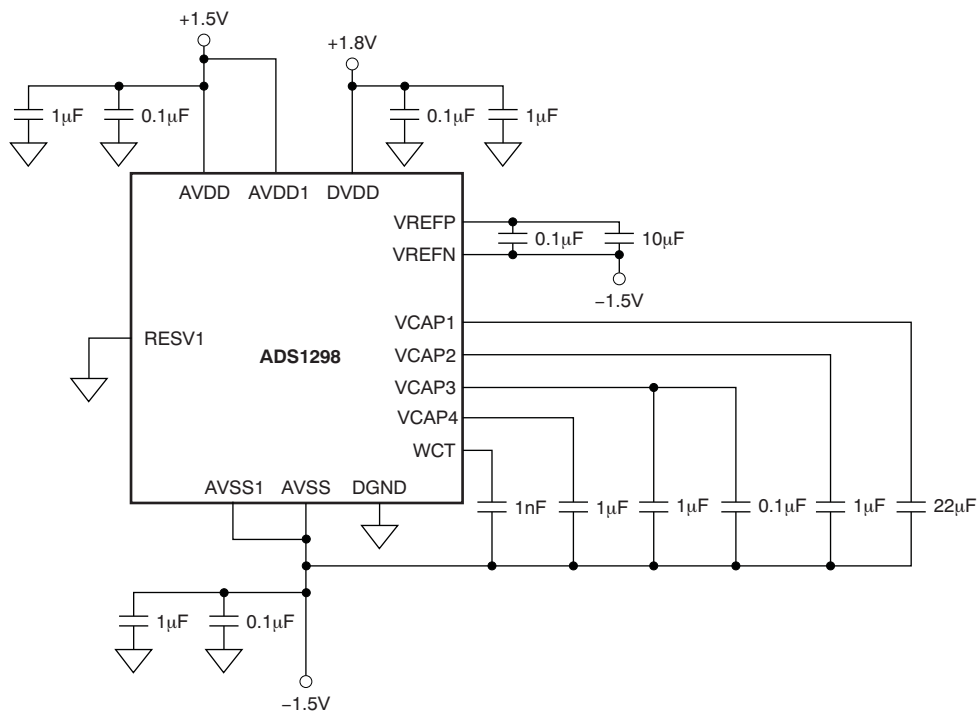 +1.5V
+1.8V
1μF
0.1μF
0.1μF
1μF
AVDD AVDD1 DVDD
VREFP
0.1μF
10μF
VREFN
−1.5V
VCAP1
RESV1
VCAP2
ADS1298
VCAP3
VCAP4
WCT
AVSS1 AVSS DGND
1nF
1μF
1μF
0.1μF
1μF
22μF
1μF
0.1μF
−1.5V